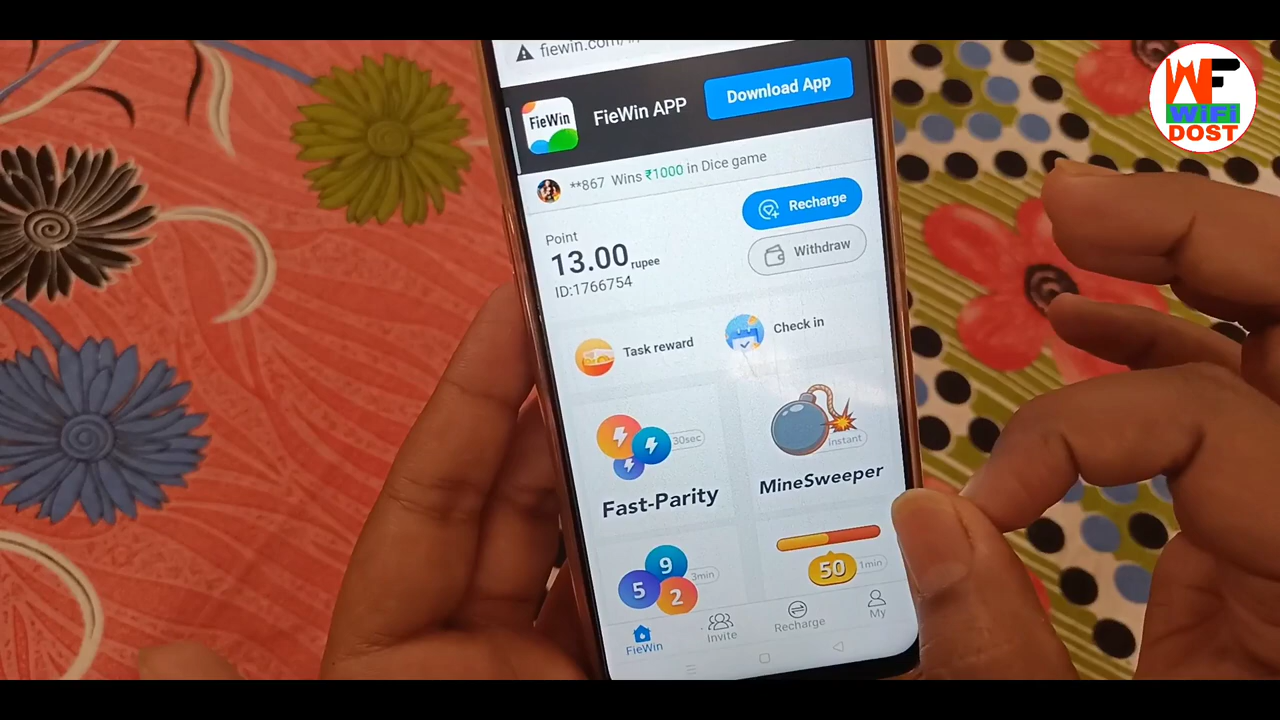 fiewin.com/
FieWin
FieWin APP
Download App
**867 Wins ₹1000 in Dice game
Point
13.00 rupee
ID:1766754
Recharge
Withdraw
Task reward
Check in
30sec
Fast-Parity
instant
MineSweeper
9
5
2
3min
50
1min
FieWin
Invite
Recharge
My
WF
WiFi
DOST